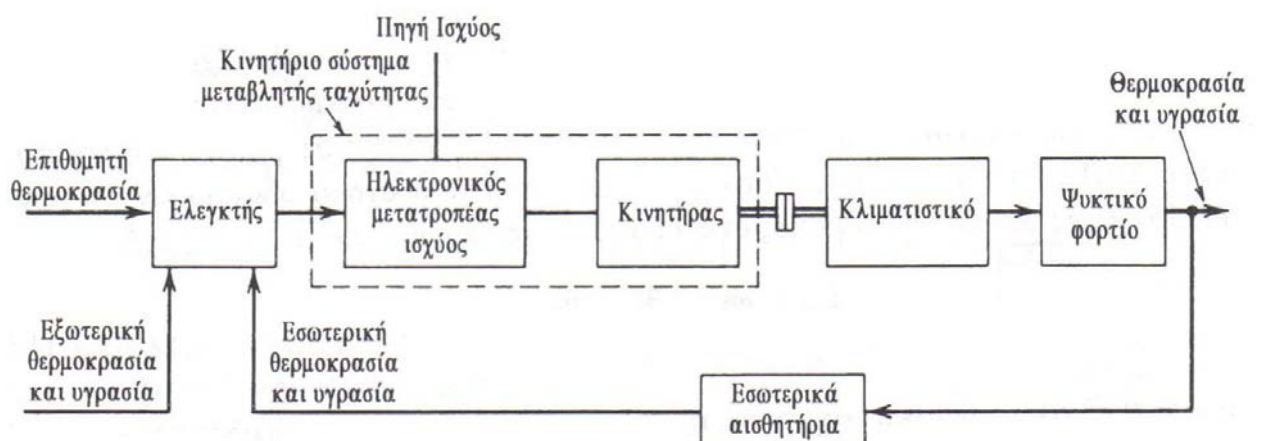 Πηγή Ισχύος
Κινητήριο σύστημα
μεταβλητής ταχύτητας
Θερμοκρασία
και υγρασία
Επιθυμητή
θερμοκρασία
Ελεγκτής
Ηλεκτρονικός
μετατροπέας
ισχύος
Κινητήρας
Κλιματιστικό
Ψυκτικό
φορτίο
Εξωτερική
θερμοκρασία
και υγρασία
Εσωτερική
θερμοκρασία
και υγρασία
Εσωτερικά
αισθητήρια